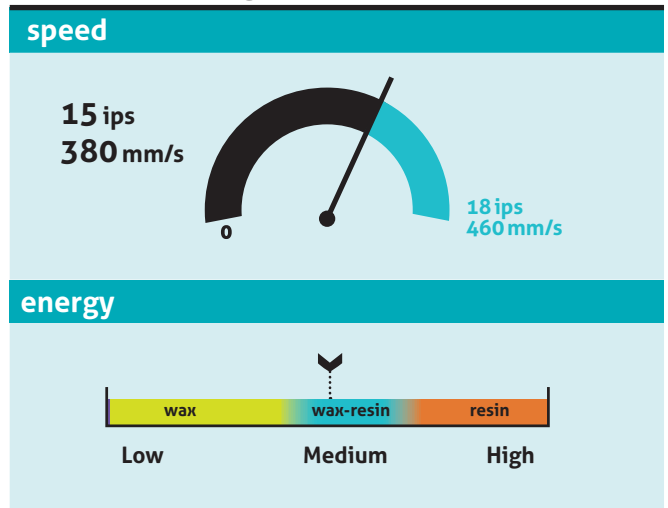 speed
15 ips
380 mm/s
0
18 ips
460 mm/s
energy
wax wax-resin resin
Low Medium High